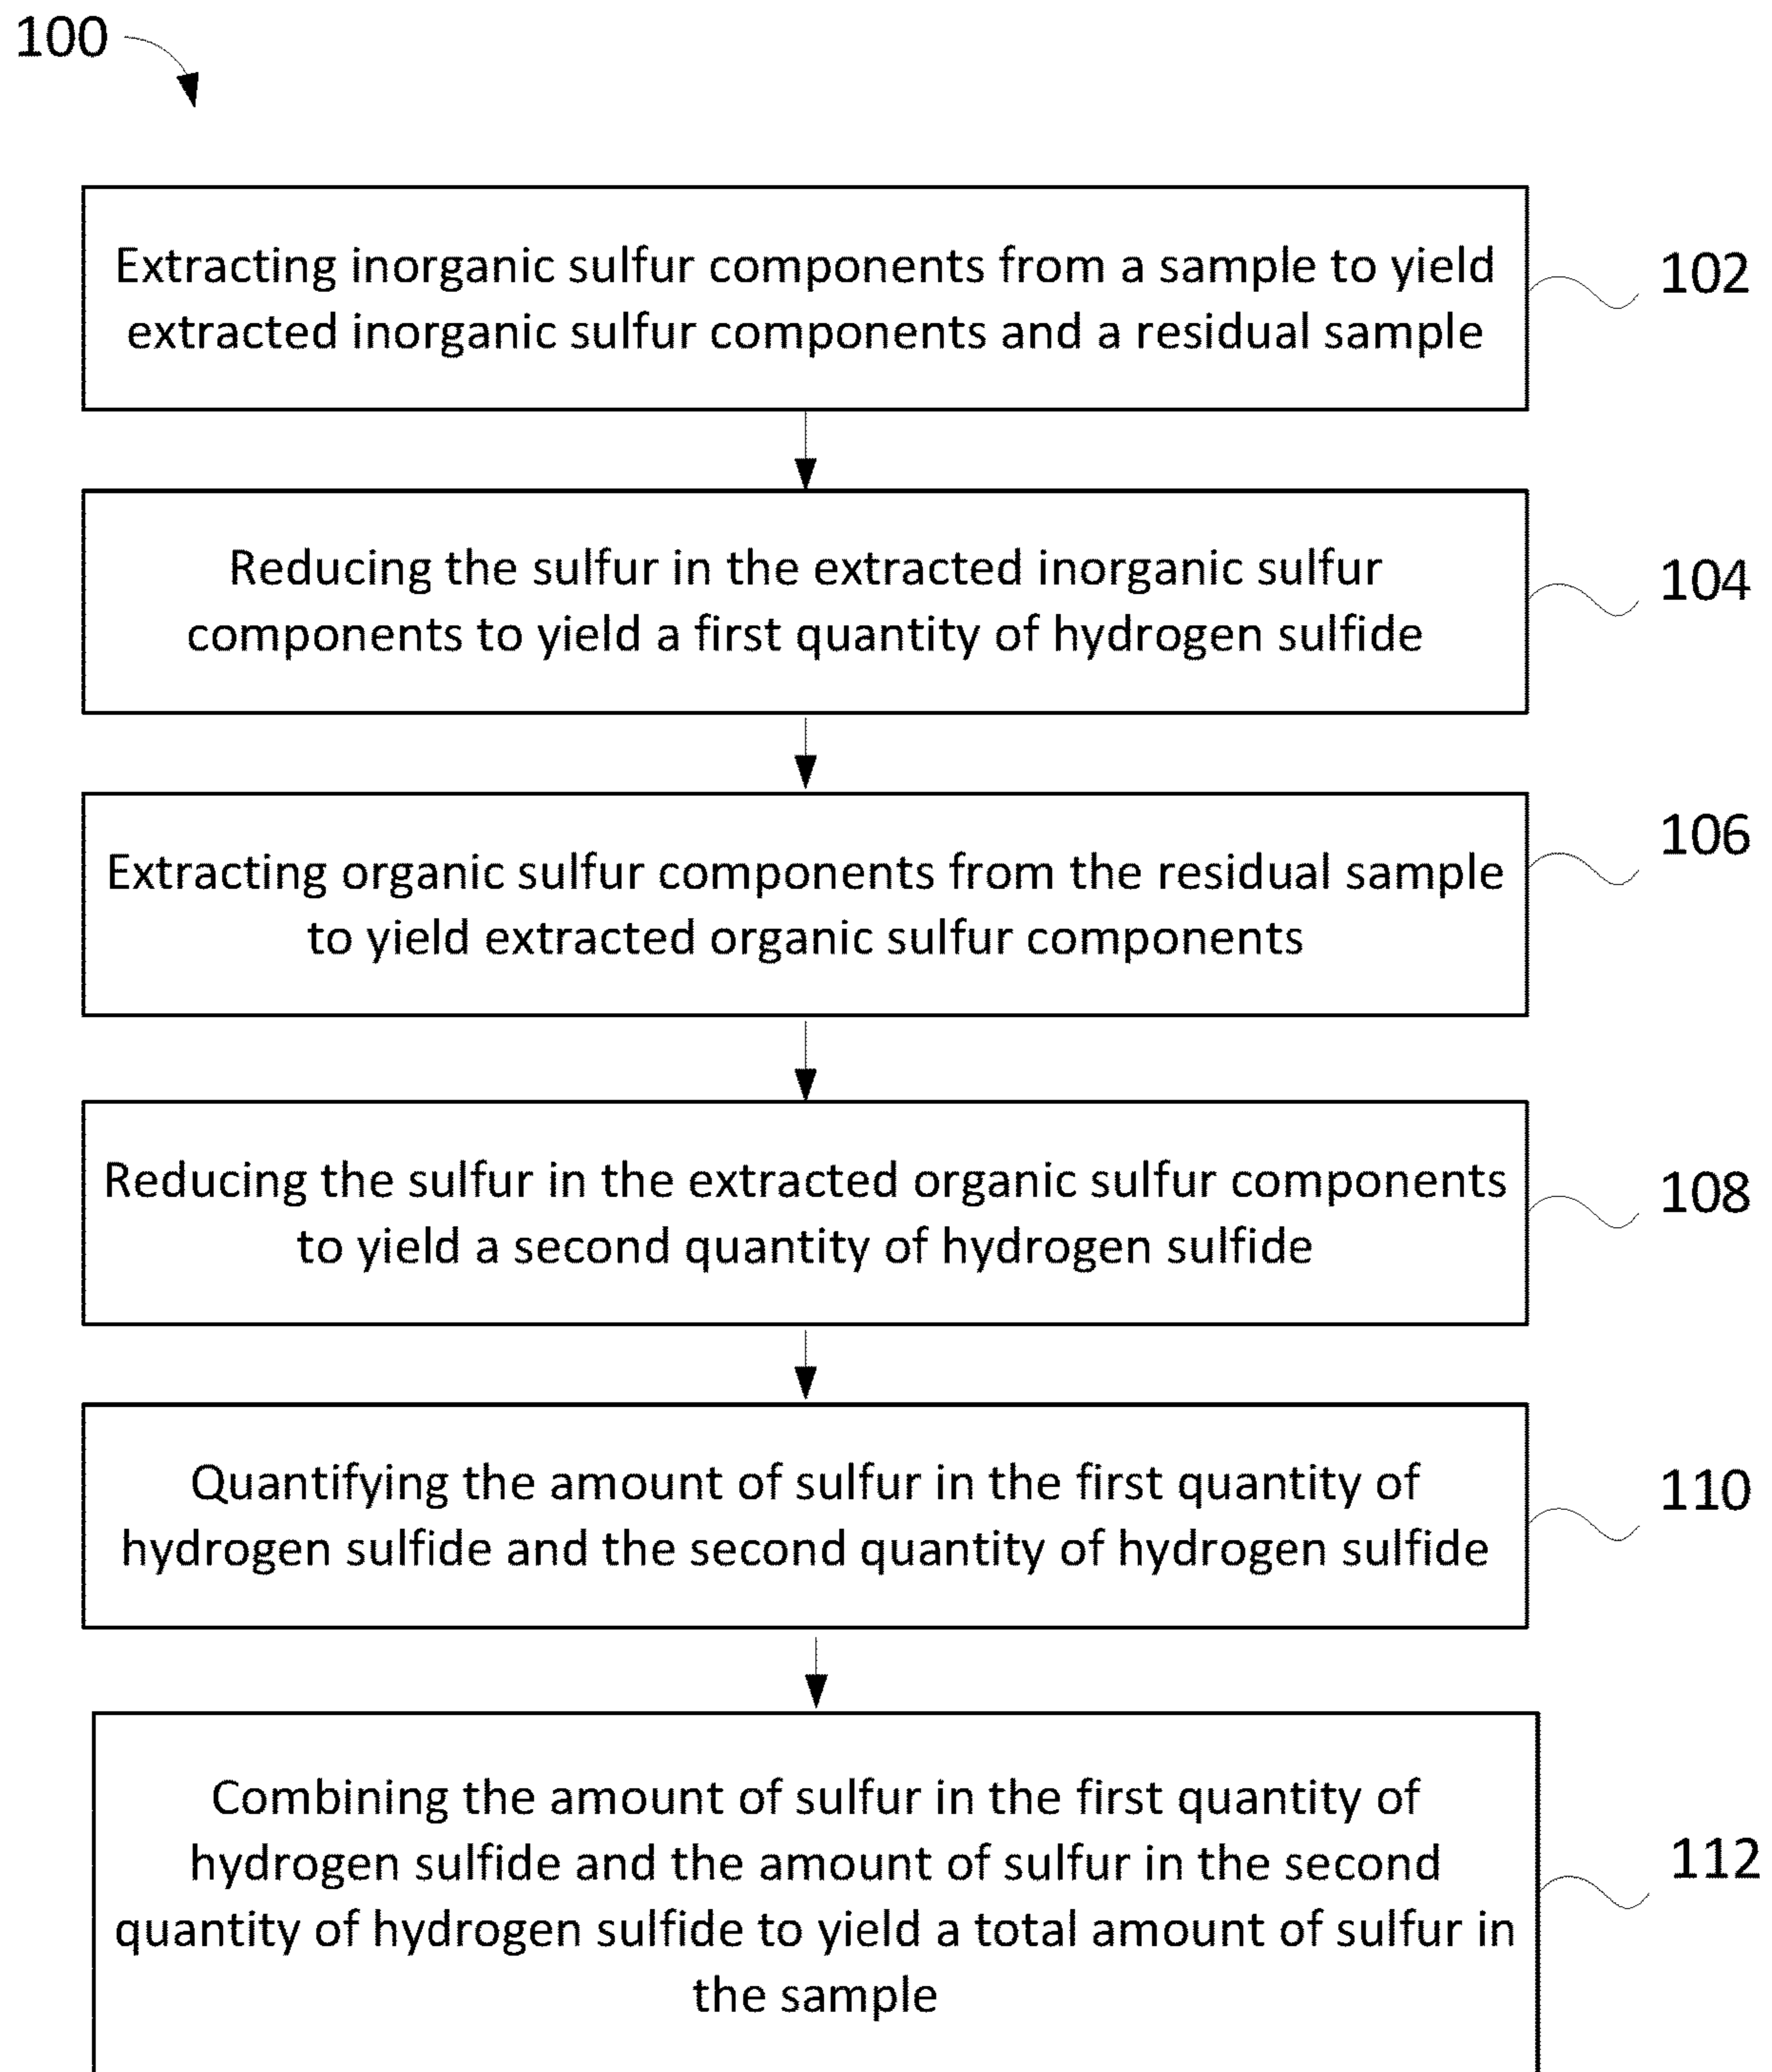 100
Extracting inorganic sulfur components from a sample to yield
extracted inorganic sulfur components and a residual sample
102
Reducing the sulfur in the extracted inorganic sulfur
components to yield a first quantity of hydrogen sulfide
104
Extracting organic sulfur components from the residual sample
to yield extracted organic sulfur components
106
Reducing the sulfur in the extracted organic sulfur components
to yield a second quantity of hydrogen sulfide
108
Quantifying the amount of sulfur in the first quantity of
hydrogen sulfide and the second quantity of hydrogen sulfide
110
Combining the amount of sulfur in the first quantity of
hydrogen sulfide and the amount of sulfur in the second
quantity of hydrogen sulfide to yield a total amount of sulfur in
the sample
112